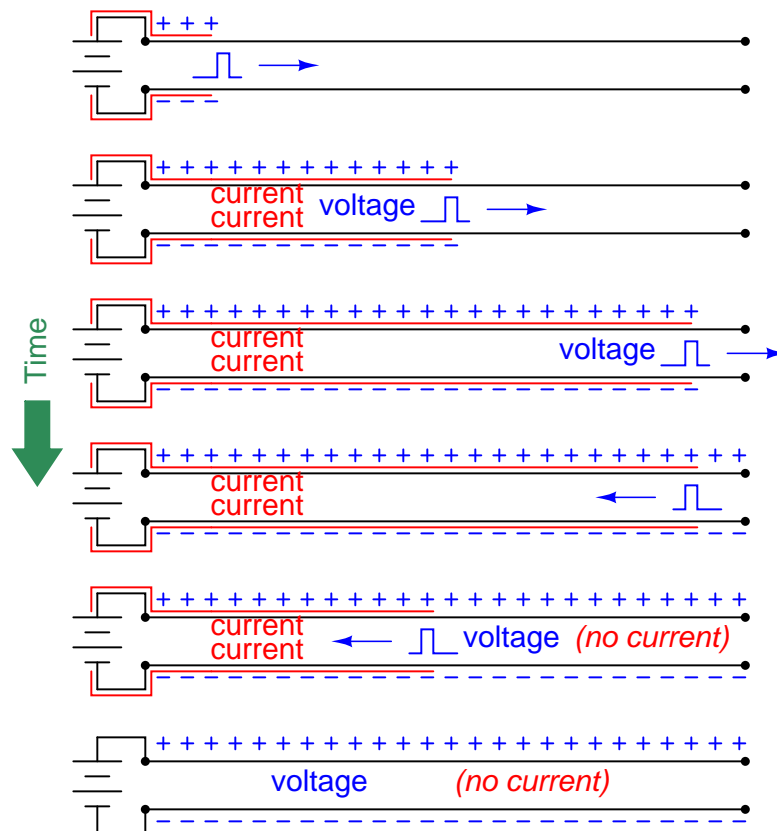 + + +
− − −
+ + + + + + + + + + + + +
current
current voltage
− − − − − − − − − − − − −
+ + + + + + + + + + + + + + + + + + + + + + +
Time
current
current
voltage
− − − − − − − − − − − − − − − − − − − − − − −
+ + + + + + + + + + + + + + + + + + + + + + + + +
current
current
− − − − − − − − − − − − − − − − − − − − − − − − −
+ + + + + + + + + + + + + + + + + + + + + + + + +
current
current
voltage (no current)
− − − − − − − − − − − − − − − − − − − − − − − − −
+ + + + + + + + + + + + + + + + + + + + + + + + +
voltage (no current)
− − − − − − − − − − − − − − − − − − − − − − − − −